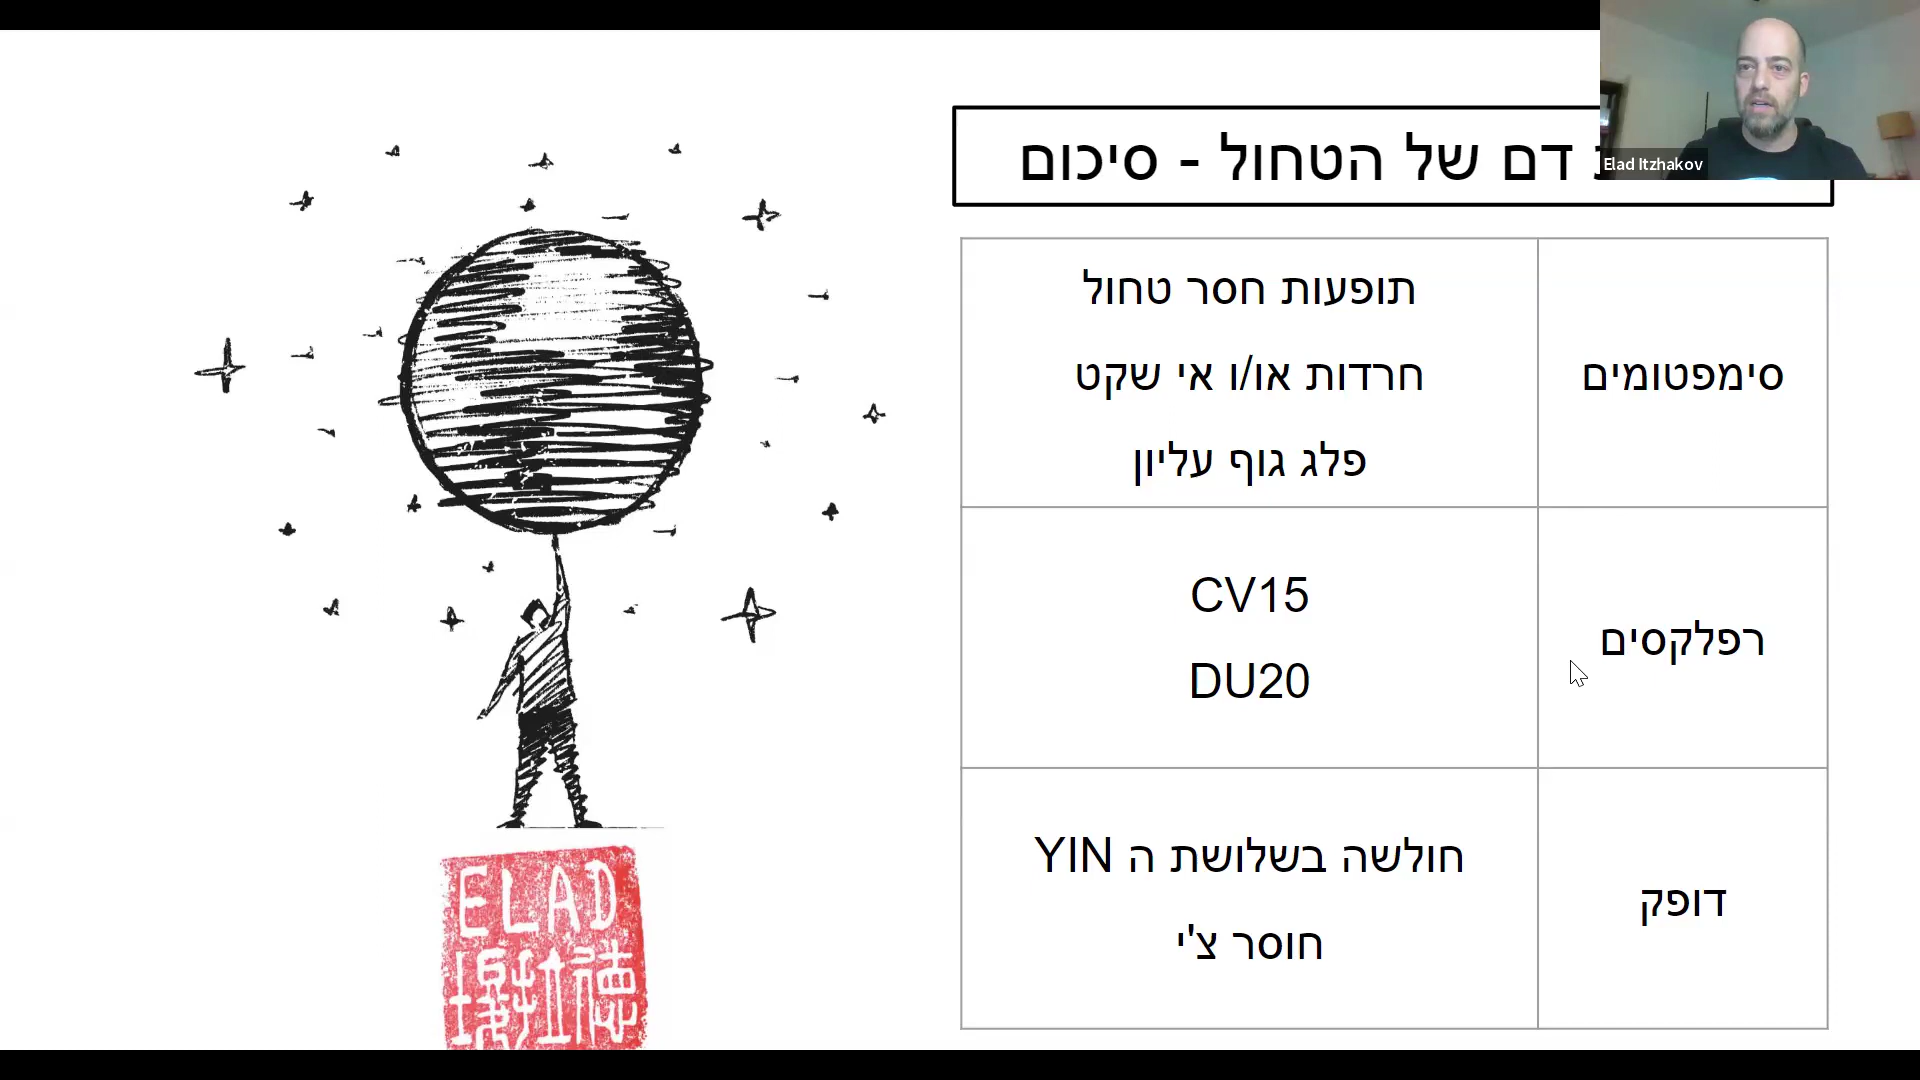 Elad Itzhakov
דם של הטחול - סיכום
סימפטומים
תופעות חסר טחול
חרדות או/ו אי שקט
פלג גוף עליון
רפלקסים
CV15
DU20
דופק
חולשה בשלושת ה YIN
חוסר צ'י
ELAD